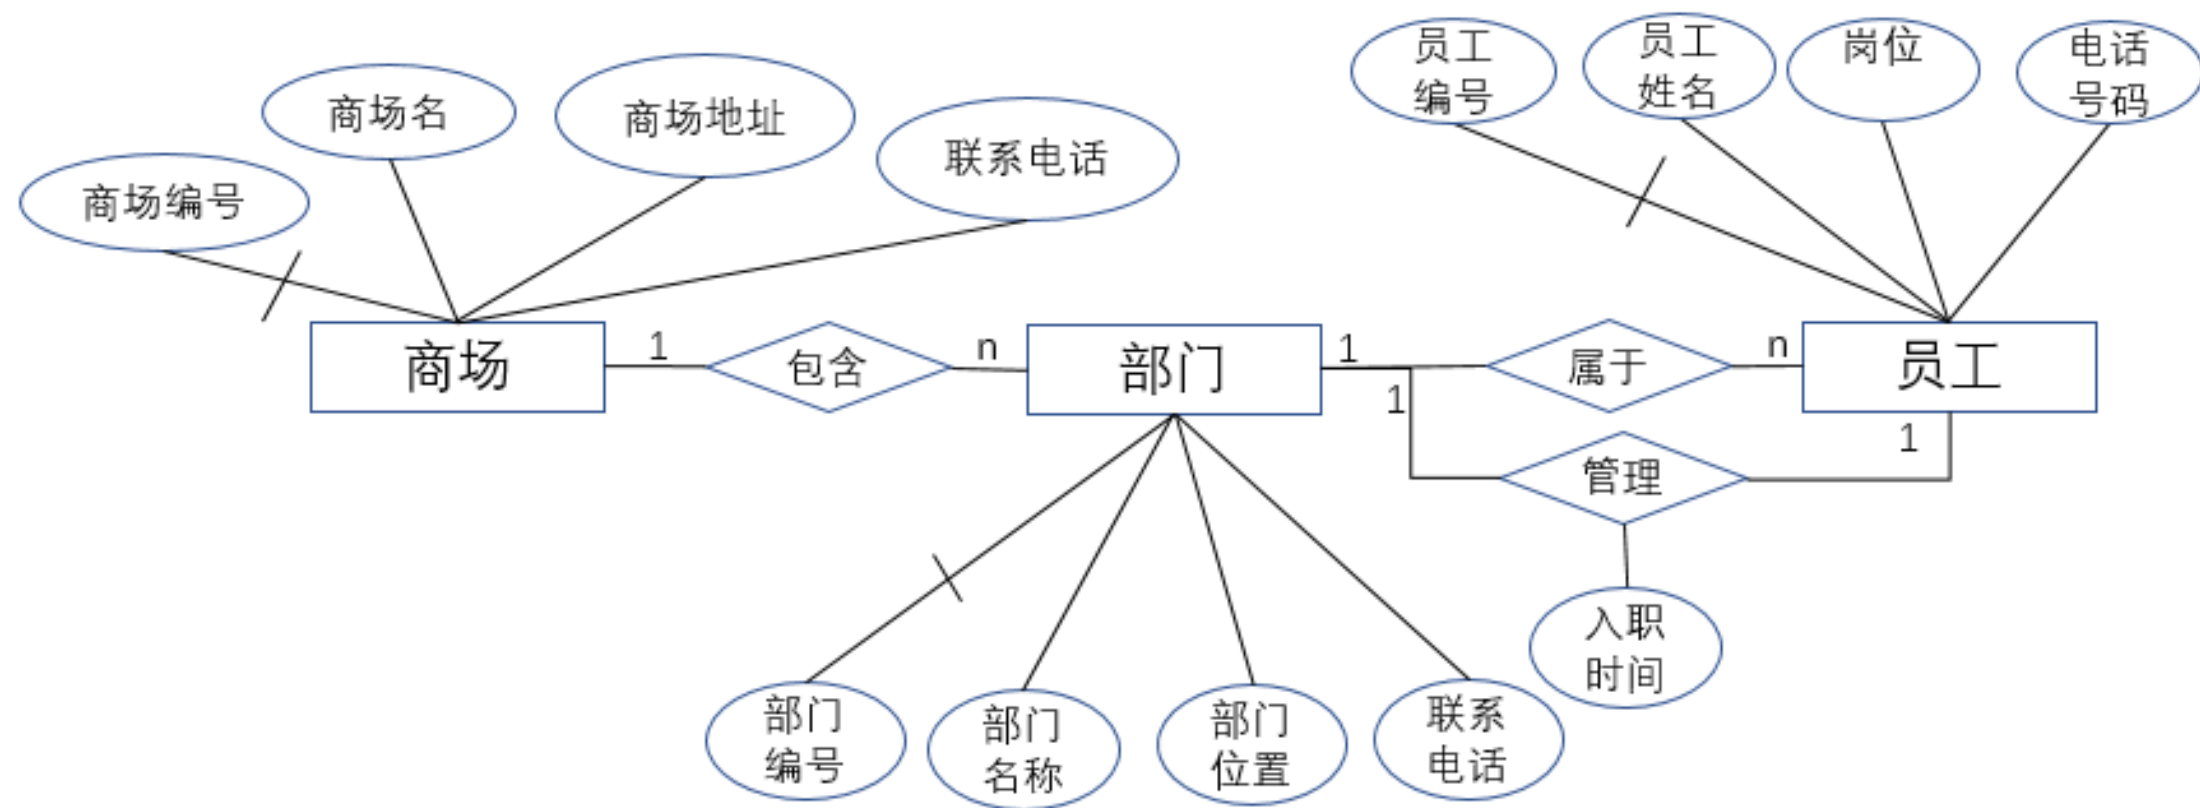 商场编号
商场名
商场地址
联系电话
员工
编号
员工
姓名
岗位
电话
号码
商场
1
包含
n
部门
1
属于
n
员工
1
管理
1
入职
时间
部门
编号
部门
名称
部门
位置
联系
电话